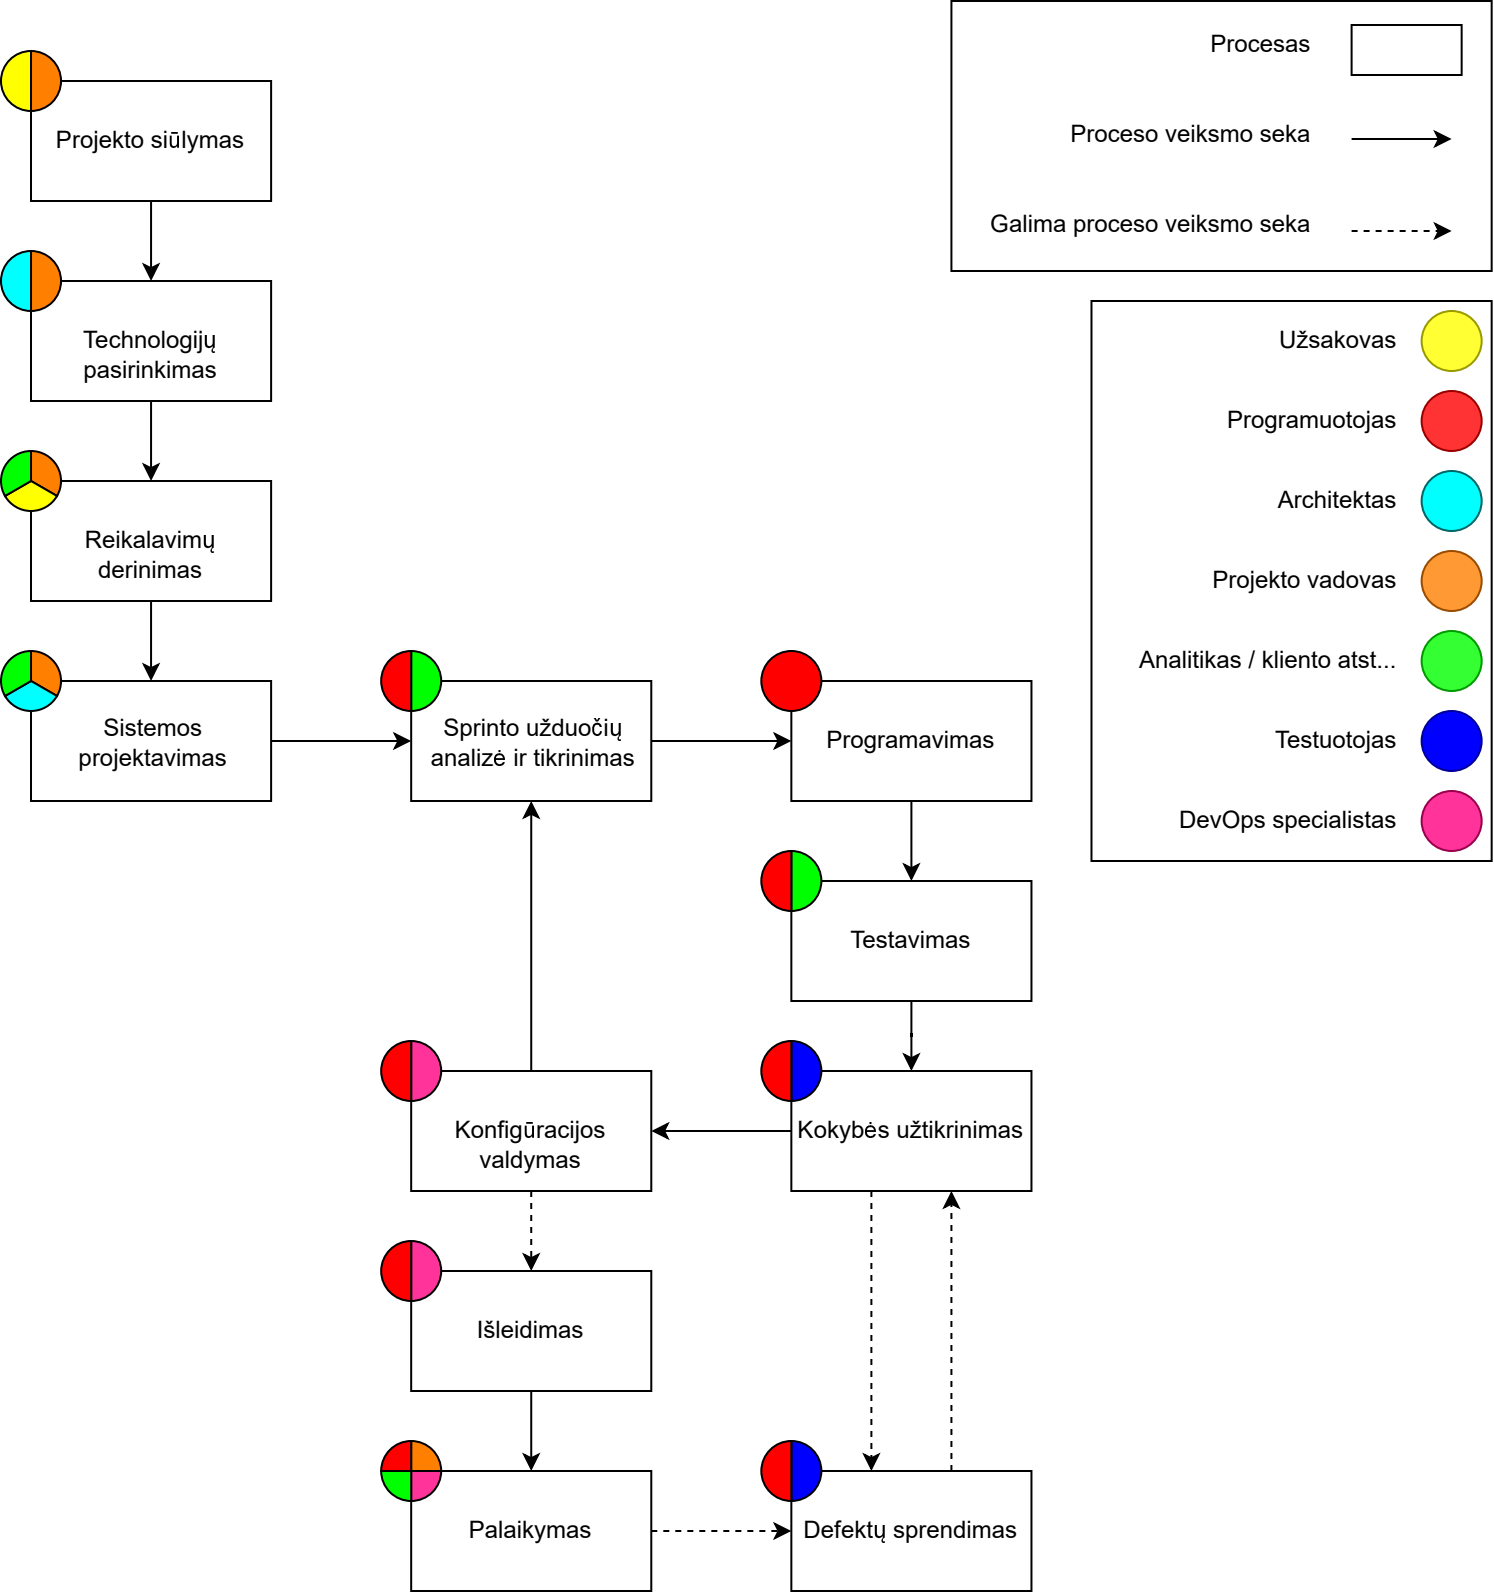 Procesas
Proceso veiksmo seka
Galima proceso veiksmo seka
Projekto siūlymas
Technologijų
pasirinkimas
Reikalavimų
derinimas
Sistemos
projektavimas
Sprinto užduočių
analizė ir tikrinimas
Programavimas
Testavimas
Kokybės užtikrinimas
Konfigūracijos
valdymas
Išleidimas
Palaikymas
Defektų sprendimas
Užsakovas
Programuotojas
Architektas
Projekto vadovas
Analitikas / kliento atst...
Testuotojas
DevOps specialistas